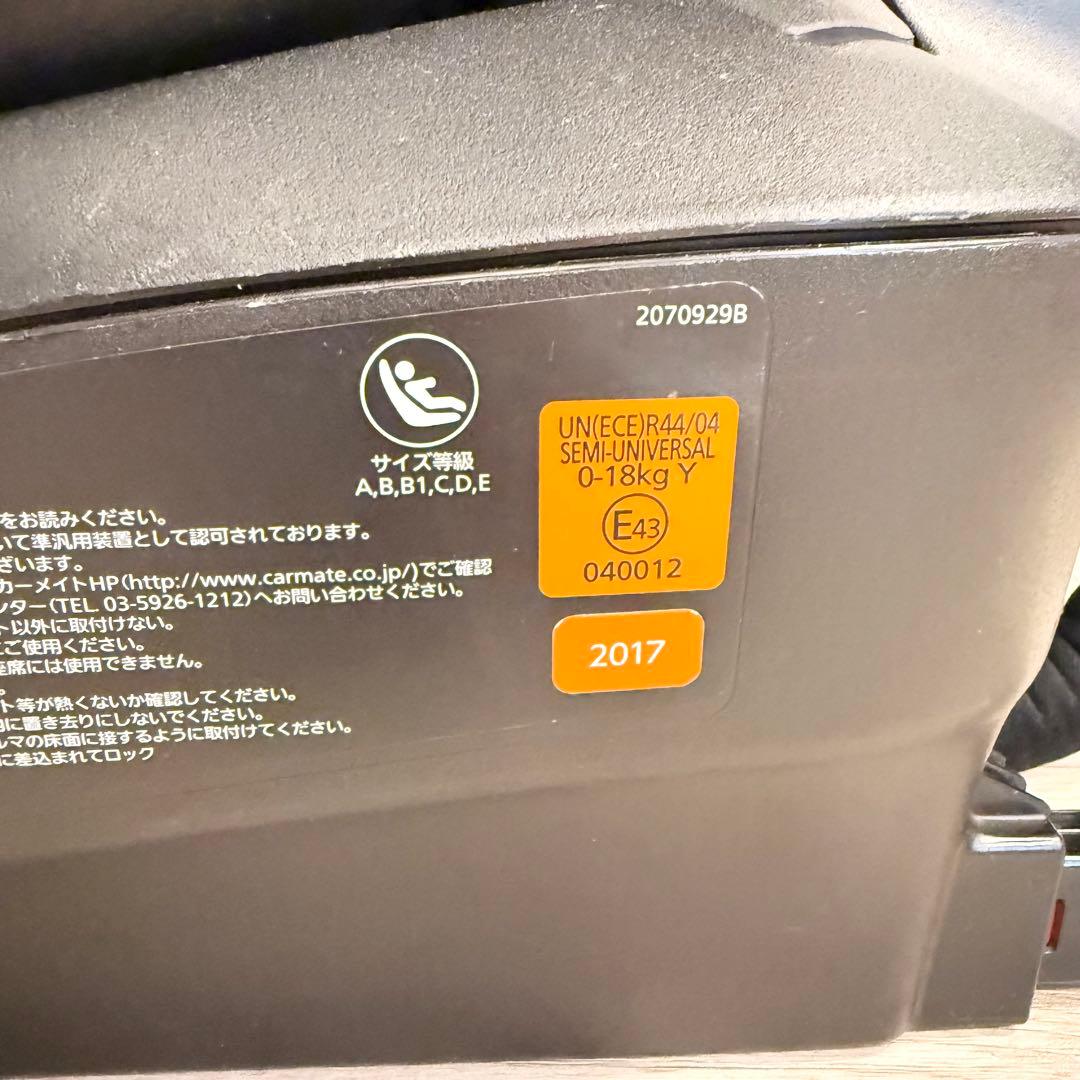 2070929B
サイズ等級
A,B,B1,C,D,E
UN(ECE)R44/04
SEMI-UNIVERSAL
0-18kg Y
E43
040012
2017
をお読みください。
いて準汎用装置として認可されております。
ざいます。
カーメイトHP(http://www.carmate.co.jp/)でご確認
ンター(TEL 03-5926-1212)へお問い合わせください。
ト以外に取付けない。
ご使用ください。
座席には使用できません。
ト等が熱くないか確認してください。
に置き去りにしないでください。
ルマの床面に接するように取付けてください。
に差込まれてロック